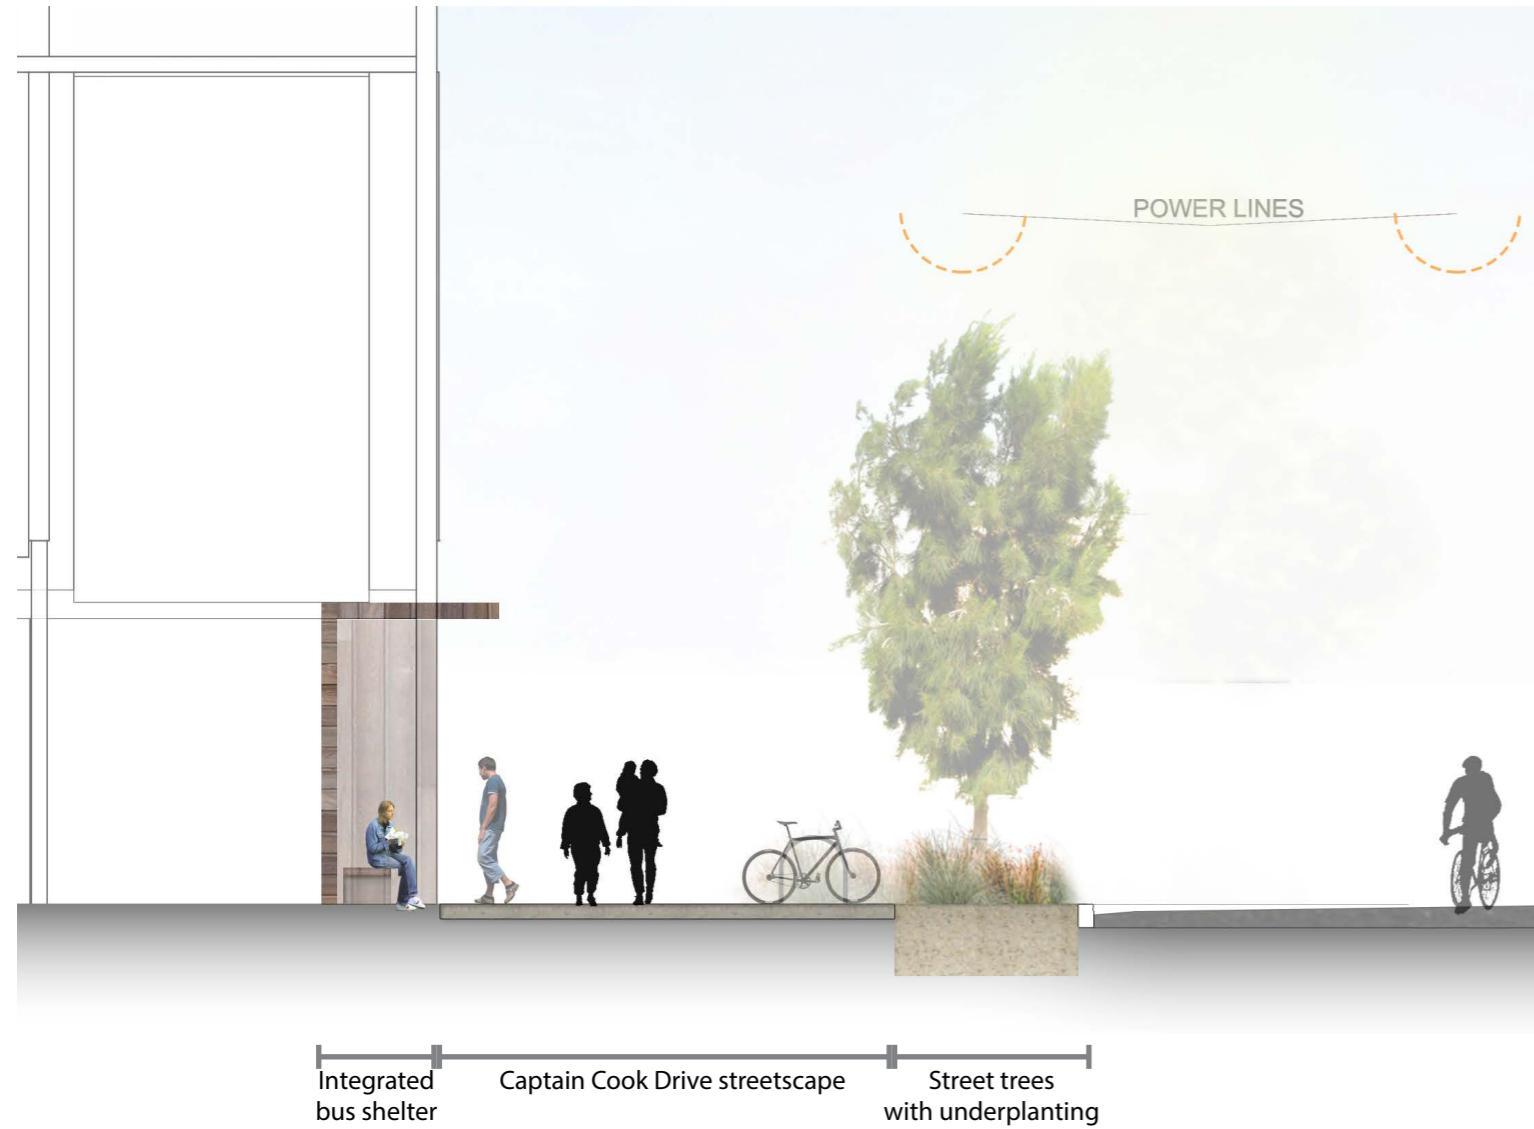 POWER LINES
Integrated
bus shelter
Captain Cook Drive streetscape
Street trees
with underplanting